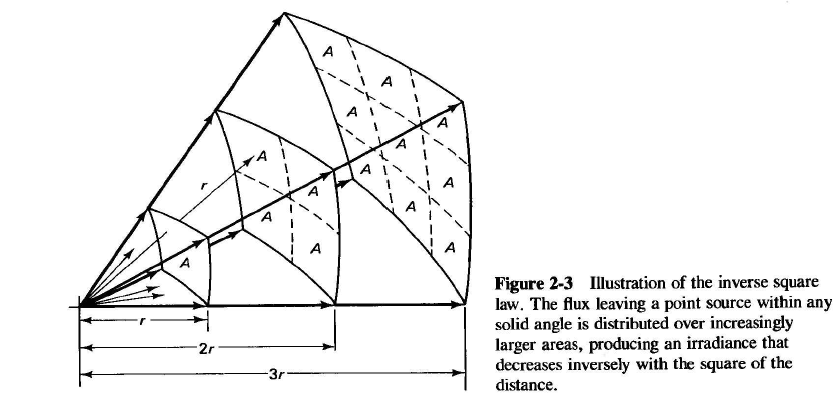 A
A
A
A
A
A
A
A
A
A
A
A
A
A
r
r
2r
3r
Figure 2-3 Illustration of the inverse square
law. The flux leaving a point source within any
solid angle is distributed over increasingly
larger areas, producing an irradiance that
decreases inversely with the square of the
distance.